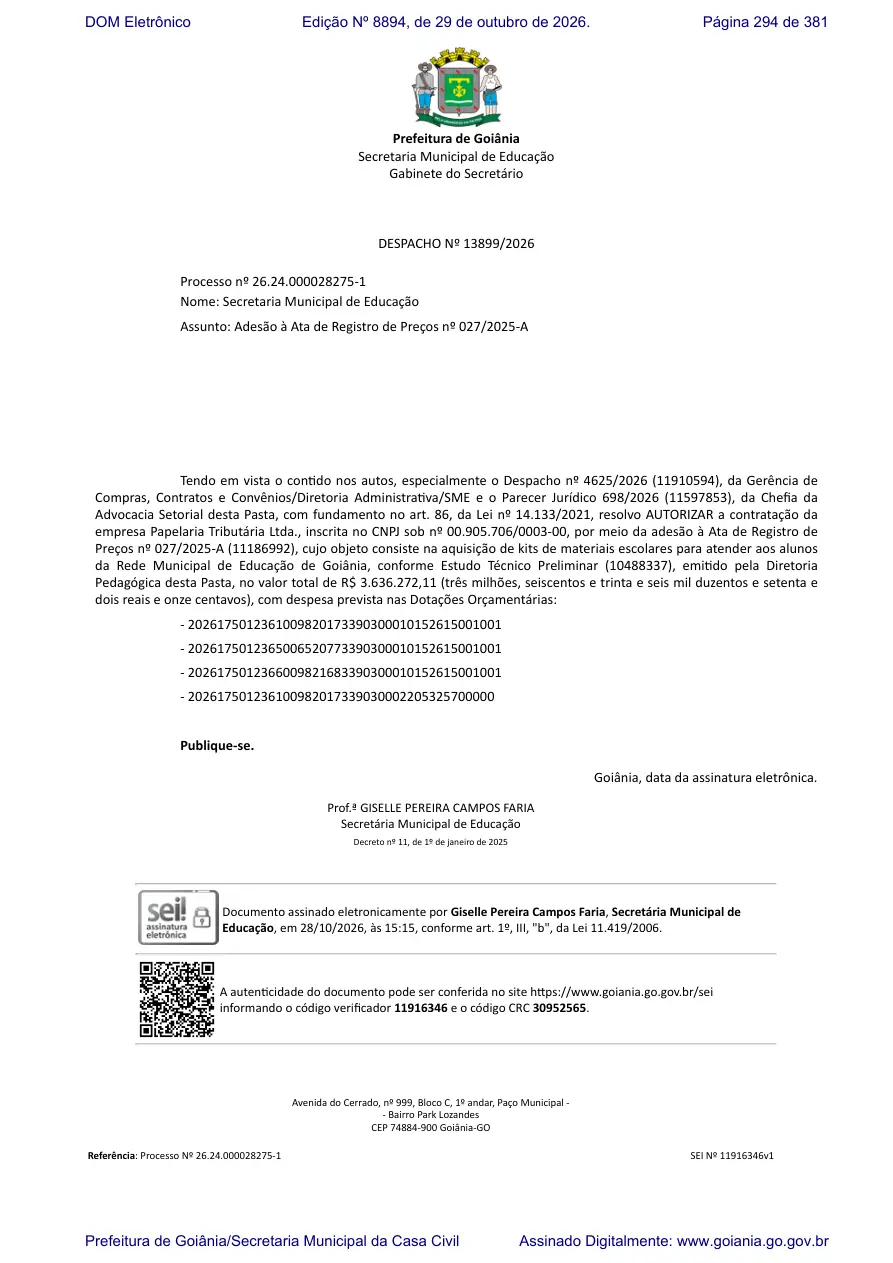 DOM Eletrônico Edição Nº 8894, de 29 de outubro de 2026. Página 294 de 381
Prefeitura de Goiânia
Secretaria Municipal de Educação
Gabinete do Secretário
DESPACHO Nº 13899/2026
Processo nº 26.24.000028275-1
Nome: Secretaria Municipal de Educação
Assunto: Adesão à Ata de Registro de Preços nº 027/2025-A
Tendo em vista o contido nos autos, especialmente o Despacho nº 4625/2026 (11910594), da Gerência de
Compras, Contratos e Convênios/Diretoria Administrativa/SME e o Parecer Jurídico 698/2026 (11597853), da Chefia da
Advocacia Setorial desta Pasta, com fundamento no art. 86, da Lei nº 14.133/2021, resolvo AUTORIZAR a contratação da
empresa Papelaria Tributária Ltda., inscrita no CNPJ sob nº 00.905.706/0003-00, por meio da adesão à Ata de Registro de
Preços nº 027/2025-A (11186992), cujo objeto consiste na aquisição de kits de materiais escolares para atender aos alunos
da Rede Municipal de Educação de Goiânia, conforme Estudo Técnico Preliminar (10488337), emitido pela Diretoria
Pedagógica desta Pasta, no valor total de R$ 3.636.272,11 (três milhões, seiscentos e trinta e seis mil duzentos e setenta e
dois reais e onze centavos), com despesa prevista nas Dotações Orçamentárias:
- 202617501236100982017339030001015261500​1001
- 202617501236500652077339030001015261500​1001
- 202617501236600982168339030001015261500​1001
- 202617501236100982017339030002205325700000
Publique-se.
Goiânia, data da assinatura eletrônica.
Prof.ª GISELLE PEREIRA CAMPOS FARIA
Secretária Municipal de Educação
Decreto nº 11, de 1º de janeiro de 2025
sei!
assinatura
eletrônica
Documento assinado eletronicamente por Giselle Pereira Campos Faria, Secretária Municipal de
Educação, em 28/10/2026, às 15:15, conforme art. 1º, III, "b", da Lei 11.419/2006.
A autenticidade do documento pode ser conferida no site https://www.goiania.go.gov.br/sei
informando o código verificador 11916346 e o código CRC 30952565.
Avenida do Cerrado, nº 999, Bloco C, 1º andar, Paço Municipal -
- Bairro Park Lozandes
CEP 74884-900 Goiânia-GO
Referência: Processo Nº 26.24.000028275-1 SEI Nº 11916346v1
Prefeitura de Goiânia/Secretaria Municipal da Casa Civil Assinado Digitalmente: www.goiania.go.gov.br